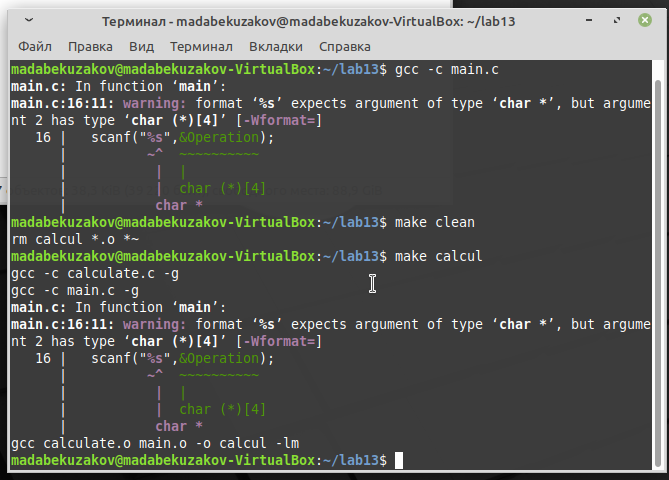 Терминал - madabekuzakov@madabekuzakov-VirtualBox: ~/lab13
Файл Правка Вид Терминал Вкладки Справка
madabekuzakov@madabekuzakov-VirtualBox:~/lab13$ gcc -c main.c
main.c: In function ‘main’:
main.c:16:11: warning: format ‘%s’ expects argument of type ‘char *’, but argume
nt 2 has type ‘char (*)[4]’ [-Wformat=]
   16 |   scanf("%s",&Operation);
      |          ~^  ~~~~~~~~~~
      |           |  |
      |           |  char (*)[4]
      |           char *
madabekuzakov@madabekuzakov-VirtualBox:~/lab13$ make clean
rm calcul *.o *~
madabekuzakov@madabekuzakov-VirtualBox:~/lab13$ make calcul
gcc -c calculate.c -g
gcc -c main.c -g
main.c: In function ‘main’:
main.c:16:11: warning: format ‘%s’ expects argument of type ‘char *’, but argume
nt 2 has type ‘char (*)[4]’ [-Wformat=]
   16 |   scanf("%s",&Operation);
      |          ~^  ~~~~~~~~~~
      |           |  |
      |           |  char (*)[4]
      |           char *
gcc calculate.o main.o -o calcul -lm
madabekuzakov@madabekuzakov-VirtualBox:~/lab13$